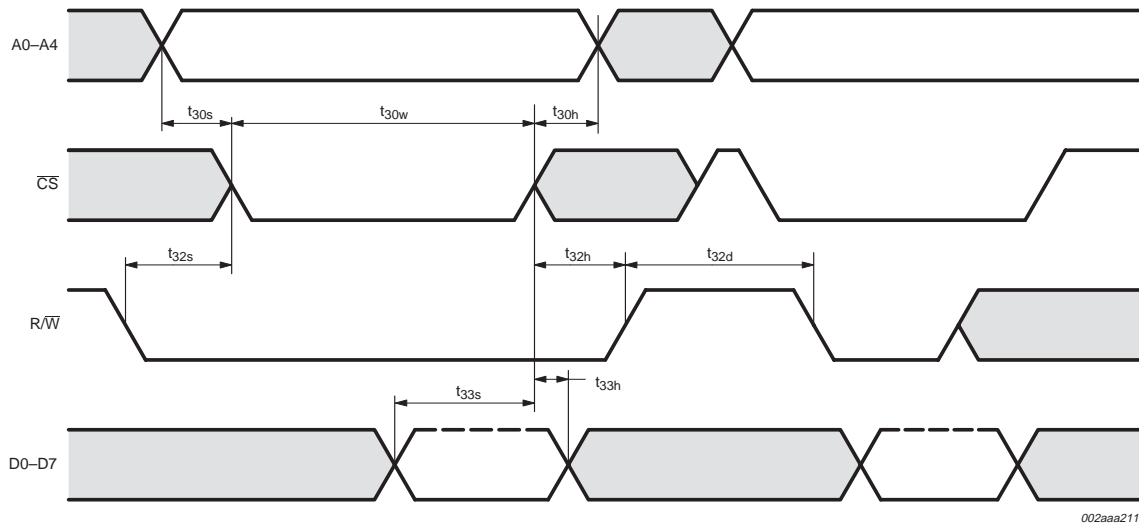 A0–A4
t30s
t30w
t30h
CS
t32s
t32h
t32d
R/W
t33s
t33h
D0–D7
002aaa211